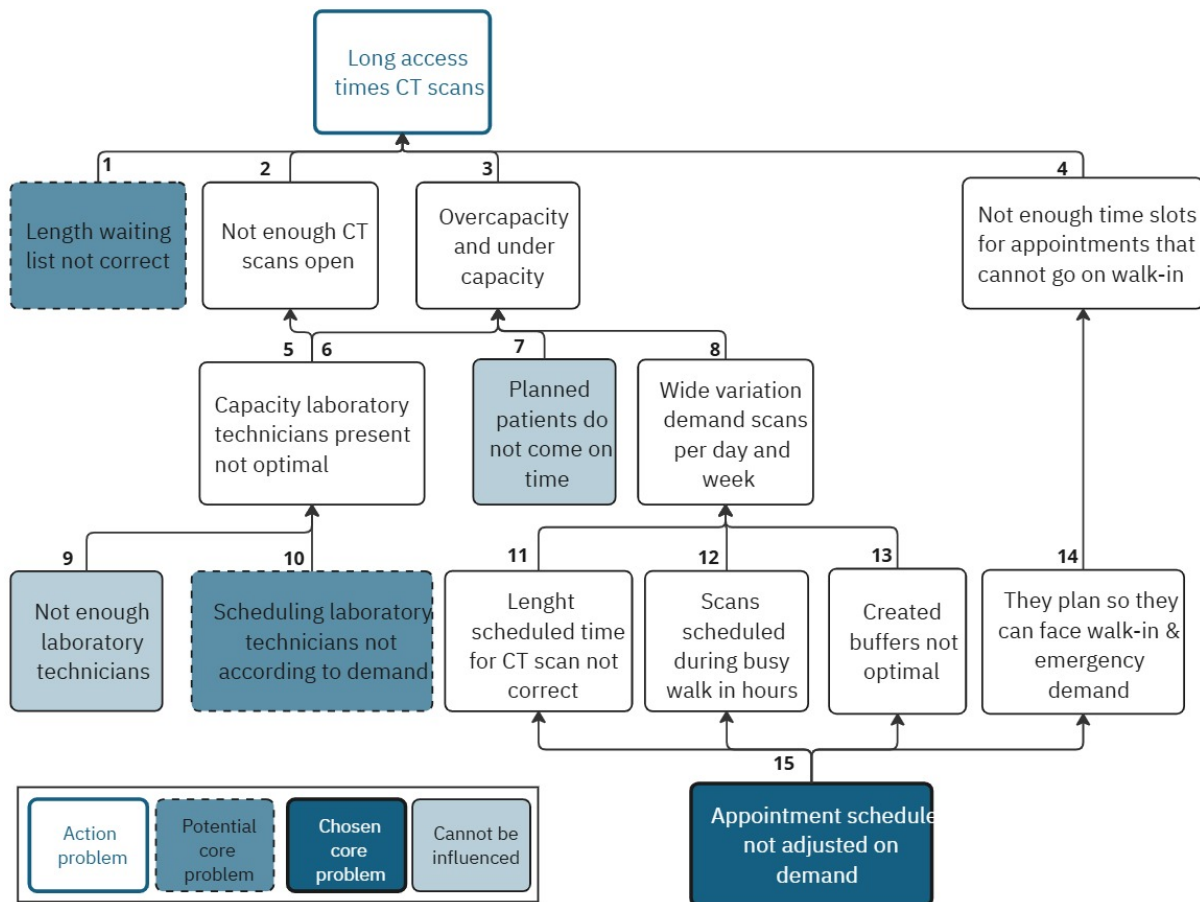 Long access
times CT scans
1
2
3
4
Length waiting
list not correct
Not enough CT
scans open
Overcapacity
and under
capacity
Not enough time slots
for appointments that
cannot go on walk-in
5
6
7
8
Capacity laboratory
technicians present
not optimal
Planned
patients do
not come on
time
Wide variation
demand scans
per day and
week
9
10
11
12
13
14
Not enough
laboratory
technicians
Scheduling laboratory
technicians not
according to demand
Lenght
scheduled time
for CT scan not
correct
Scans
scheduled
during busy
walk in hours
Created
buffers not
optimal
They plan so they
can face walk-in &
emergency
demand
15
Appointment schedule
not adjusted on
demand
Action
problem
Potential
core
problem
Chosen
core
problem
Cannot be
influenced